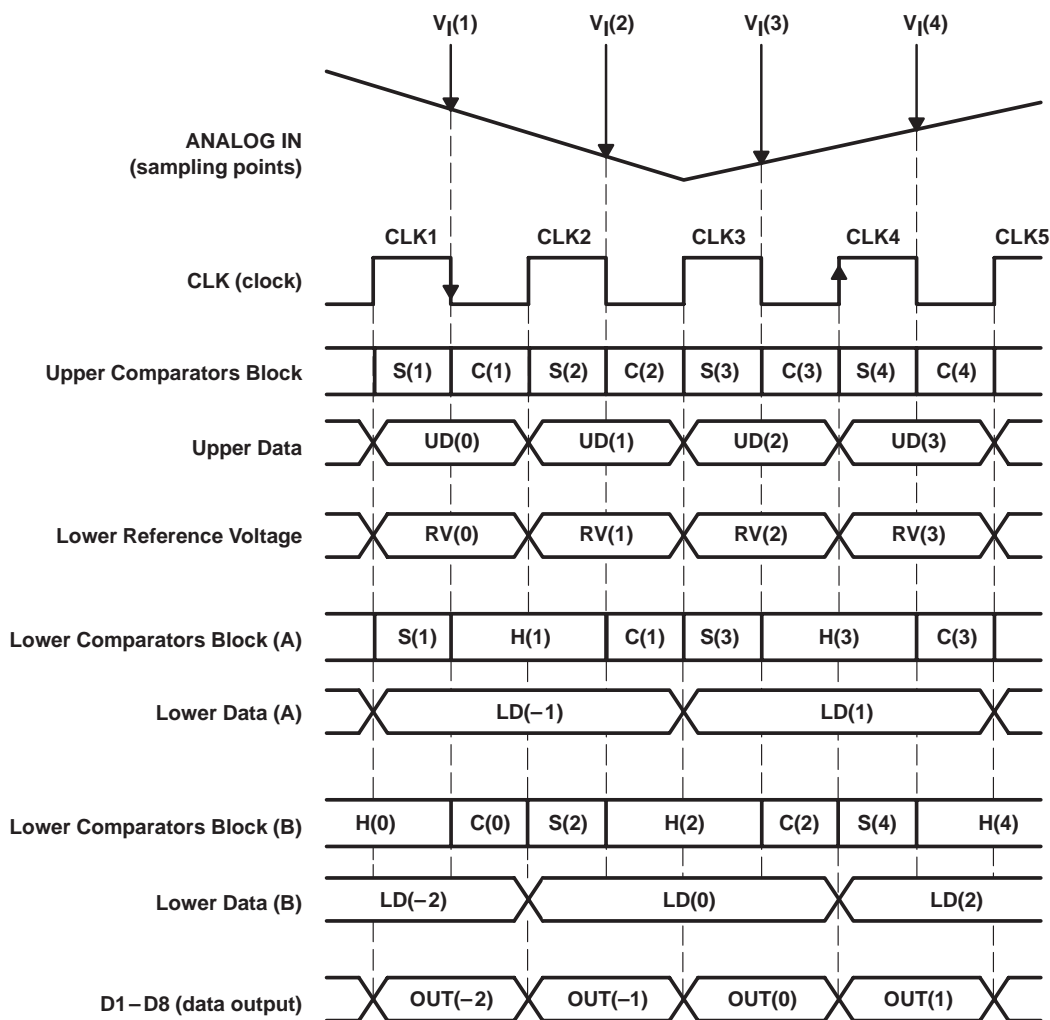 VI(1) VI(2) VI(3) VI(4)
ANALOG IN
(sampling points)
CLK1 CLK2 CLK3 CLK4 CLK5
CLK (clock)
Upper Comparators Block S(1) C(1) S(2) C(2) S(3) C(3) S(4) C(4)
Upper Data UD(0) UD(1) UD(2) UD(3)
Lower Reference Voltage RV(0) RV(1) RV(2) RV(3)
Lower Comparators Block (A) S(1) H(1) C(1) S(3) H(3) C(3)
Lower Data (A) LD(−1) LD(1)
Lower Comparators Block (B) H(0) C(0) S(2) H(2) C(2) S(4) H(4)
Lower Data (B) LD(−2) LD(0) LD(2)
D1−D8 (data output) OUT(−2) OUT(−1) OUT(0) OUT(1)